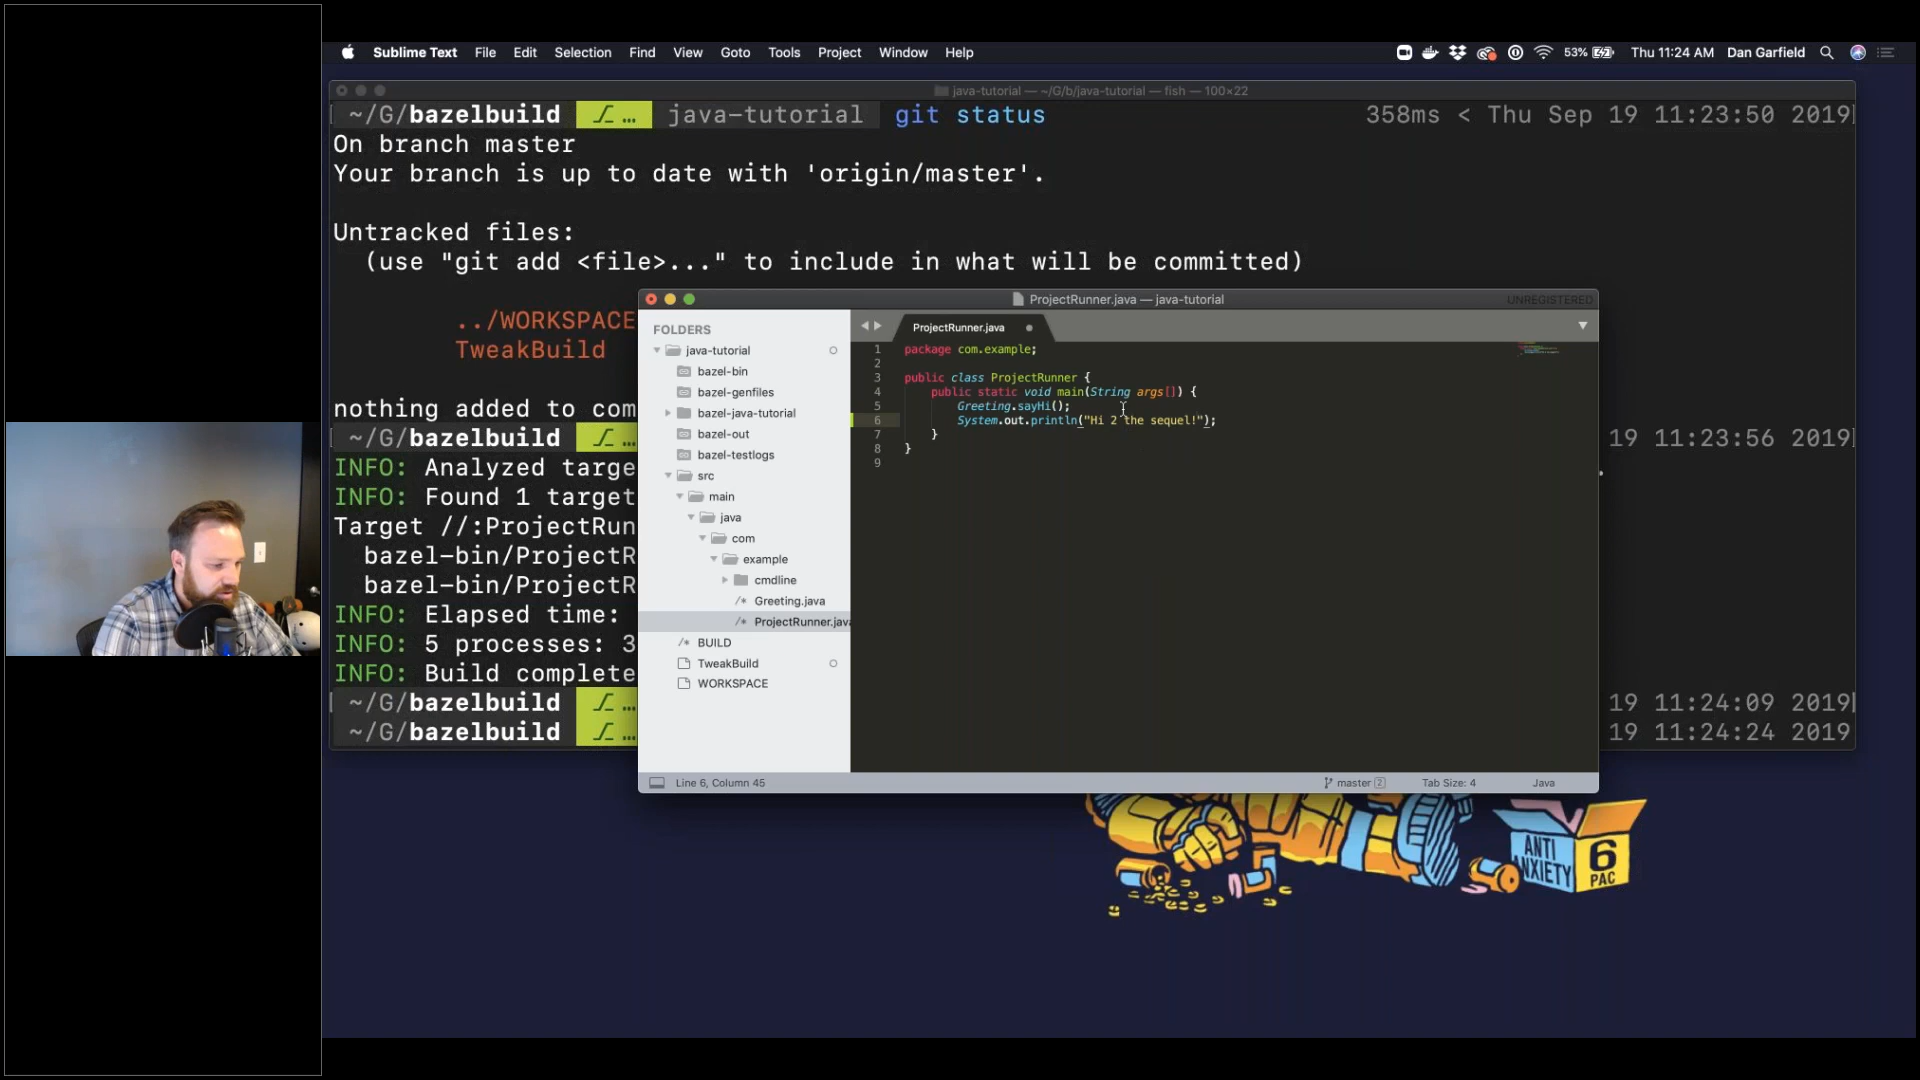 Sublime Text File Edit Selection Find View Goto Tools Project Window Help
53% Thu 11:24 AM Dan Garfield
java-tutorial — ~/G/b/java-tutorial — fish — 100×22
~/G/bazelbuild … java-tutorial git status 358ms < Thu Sep 19 11:23:50 2019
On branch master
Your branch is up to date with 'origin/master'.
Untracked files:
(use "git add <file>..." to include in what will be committed)
../WORKSPACE
TweakBuild
nothing added to com
~/G/bazelbuild … 19 11:23:56 2019
INFO: Analyzed targe
INFO: Found 1 target
Target //:ProjectRun
bazel-bin/ProjectR
bazel-bin/ProjectR
INFO: Elapsed time:
INFO: 5 processes: 3
INFO: Build complete
~/G/bazelbuild … 19 11:24:09 2019
~/G/bazelbuild … 19 11:24:24 2019
ProjectRunner.java — java-tutorial
UNREGISTERED
FOLDERS
java-tutorial
bazel-bin
bazel-genfiles
bazel-java-tutorial
bazel-out
bazel-testlogs
src
main
java
com
example
cmdline
/* Greeting.java
/* ProjectRunner.java
/* BUILD
TweakBuild
WORKSPACE
ProjectRunner.java
1 package com.example;
2
3 public class ProjectRunner {
4 public static void main(String args[]) {
5 Greeting.sayHi();
6 System.out.println("Hi 2 the sequel!");
7 }
8 }
9
Line 6, Column 45
master 2 Tab Size: 4 Java
ANTI
ANXIETY
6
PAC